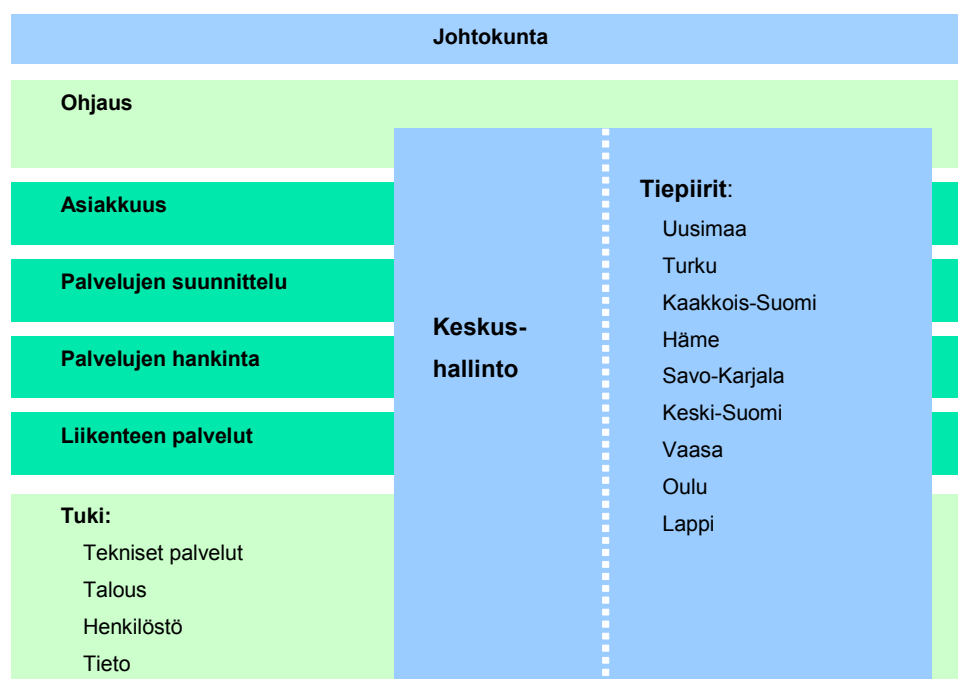 Johtokunta
Ohjaus
Asiakkuus
Palvelujen suunnittelu
Palvelujen hankinta
Liikenteen palvelut
Tuki:
Tekniset palvelut
Talous
Henkilöstö
Tieto
Keskus-
hallinto
Tiepiirit:
Uusimaa
Turku
Kaakkois-Suomi
Häme
Savo-Karjala
Keski-Suomi
Vaasa
Oulu
Lappi